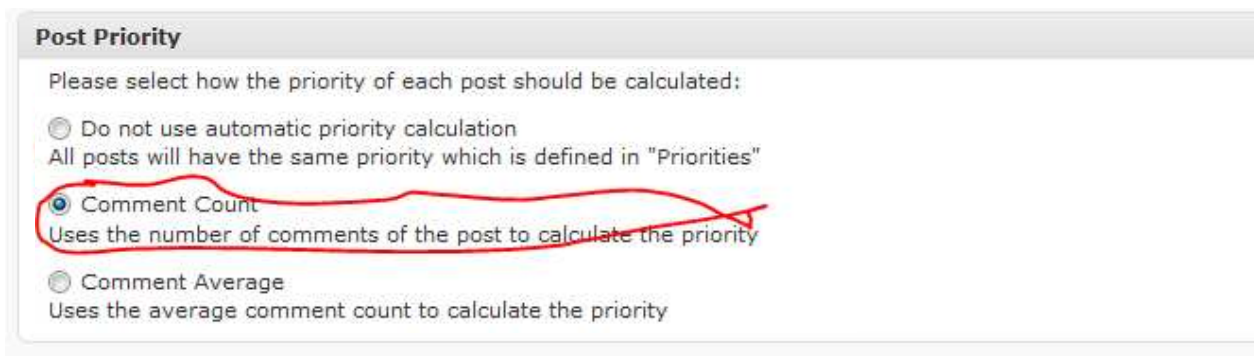 Post Priority
Please select how the priority of each post should be calculated:
Do not use automatic priority calculation
All posts will have the same priority which is defined in "Priorities"
Comment Count
Uses the number of comments of the post to calculate the priority
Comment Average
Uses the average comment count to calculate the priority